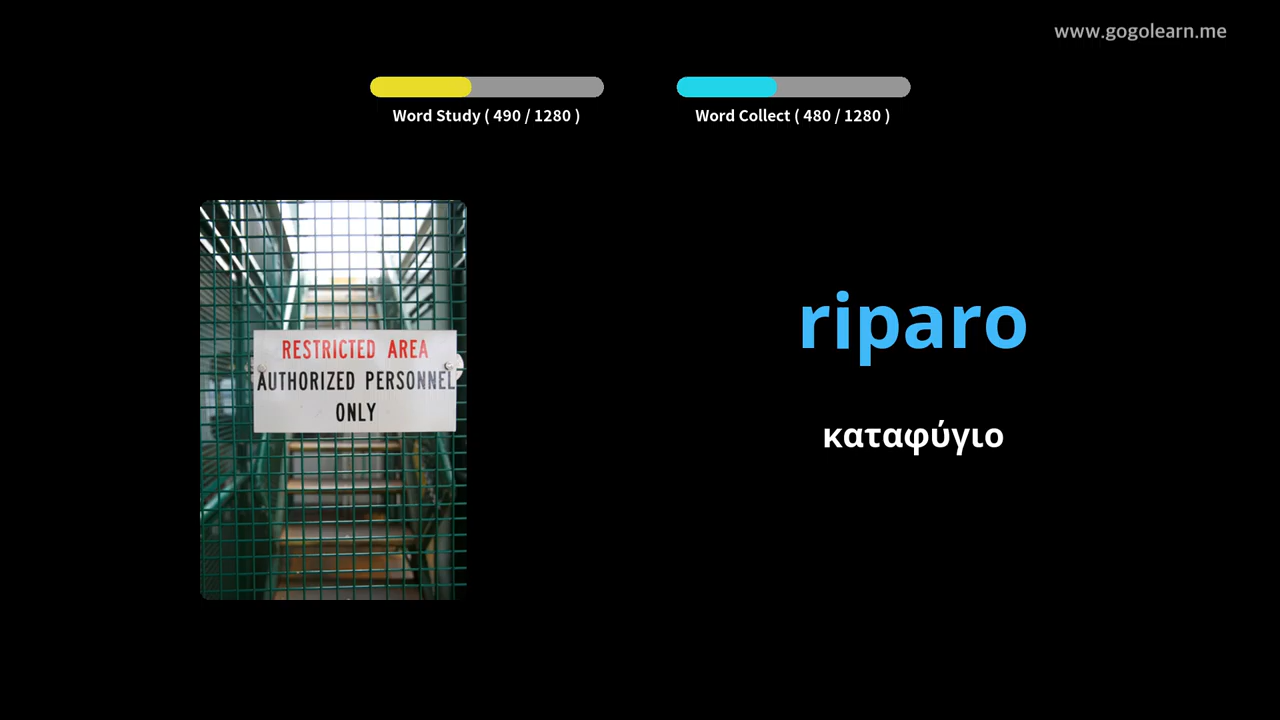 www.gogolearn.me
Word Study ( 490 / 1280 )
Word Collect ( 480 / 1280 )
RESTRICTED AREA
AUTHORIZED PERSONNEL
ONLY
riparo
καταφύγιο